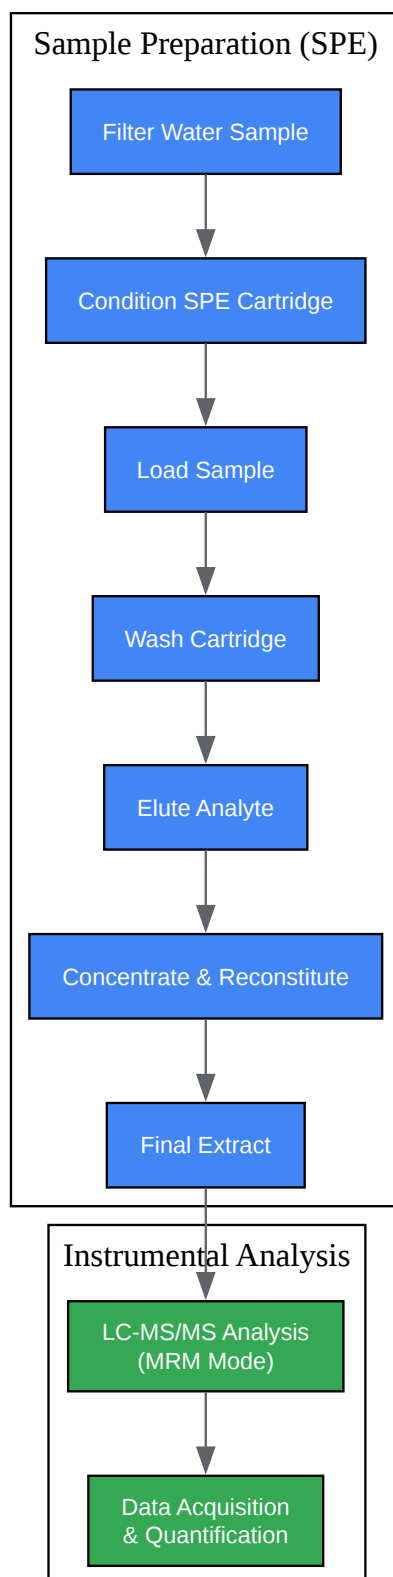 Sample Preparation (SPE)
Filter Water Sample
Condition SPE Cartridge
Load Sample
Wash Cartridge
Elute Analyte
Concentrate & Reconstitute
Final Extract
Instrumental Analysis
LC-MS/MS Analysis
(MRM Mode)
Data Acquisition
& Quantification